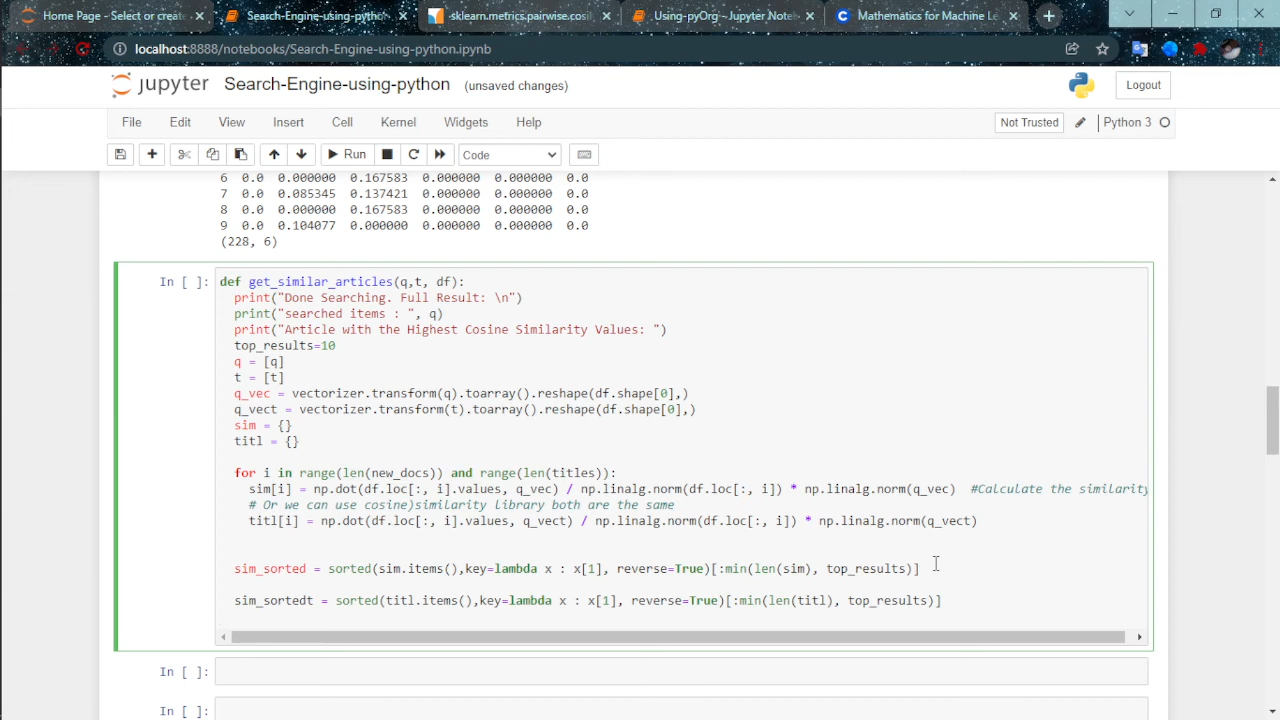 Home Page - Select or create
Search-Engine-using-python
sklearn.metrics.pairwise.cosi
Using-pyOrg ~ Jupyter Note
Mathematics for Machine Le
localhost:8888/notebooks/Search-Engine-using-python.ipynb
jupyter Search-Engine-using-python (unsaved changes)
Logout
File Edit View Insert Cell Kernel Widgets Help
Not Trusted
Python 3
Run
Code
6 0.0 0.000000 0.167583 0.000000 0.000000 0.0
7 0.0 0.085345 0.137421 0.000000 0.000000 0.0
8 0.0 0.000000 0.167583 0.000000 0.000000 0.0
9 0.0 0.104077 0.000000 0.000000 0.000000 0.0
(228, 6)
In [ ]:
def get_similar_articles(q,t, df):
print("Done Searching. Full Result: \n")
print("searched items : ", q)
print("Article with the Highest Cosine Similarity Values: ")
top_results=10
q = [q]
t = [t]
q_vec = vectorizer.transform(q).toarray().reshape(df.shape[0],)
q_vect = vectorizer.transform(t).toarray().reshape(df.shape[0],)
sim = {}
titl = {}
for i in range(len(new_docs)) and range(len(titles)):
sim[i] = np.dot(df.loc[:, i].values, q_vec) / np.linalg.norm(df.loc[:, i]) * np.linalg.norm(q_vec) #Calculate the similarity
# Or we can use cosine)similarity library both are the same
titl[i] = np.dot(df.loc[:, i].values, q_vect) / np.linalg.norm(df.loc[:, i]) * np.linalg.norm(q_vect)
sim_sorted = sorted(sim.items(),key=lambda x : x[1], reverse=True)[:min(len(sim), top_results)]
sim_sortedt = sorted(titl.items(),key=lambda x : x[1], reverse=True)[:min(len(titl), top_results)]
In [ ]:
In [ ]: